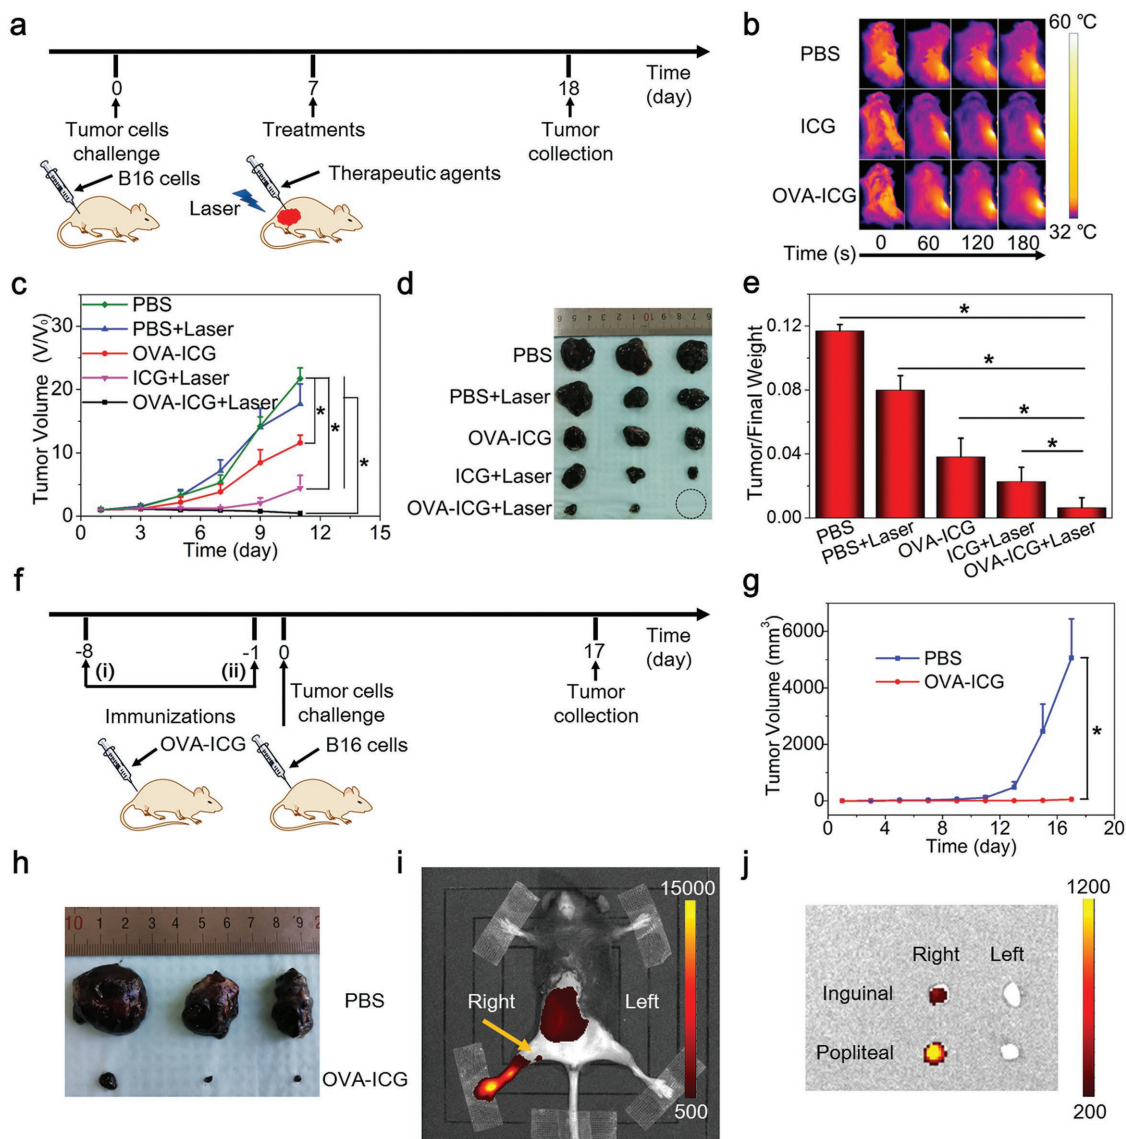 a
0
7
18
Time
(day)
Tumor cells
challenge
B16 cells
Treatments
Therapeutic agents
Laser
Tumor
collection
b
60 °C
PBS
ICG
OVA-ICG
32 °C
0 60 120 180
Time (s)
c
PBS
PBS+Laser
OVA-ICG
ICG+Laser
OVA-ICG+Laser
Tumor Volume (V/V₀)
30
20
10
0
0 3 6 9 12 15
Time (day)
* * *
d
PBS
PBS+Laser
OVA-ICG
ICG+Laser
OVA-ICG+Laser
e
Tumor/Final Weight
0.12
0.08
0.04
0.00
* * * *
PBS
PBS+Laser
OVA-ICG
ICG+Laser
OVA-ICG+Laser
f
-8
(i)
(ii)
-1
0
17
Time
(day)
Immunizations
OVA-ICG
Tumor cells
challenge
B16 cells
Tumor
collection
g
Tumor Volume (mm³)
6000
4000
2000
0
PBS
OVA-ICG
*
0 4 8 12 16 20
Time (day)
h
10 1 2 3 4 5 6 7 8 9 2
PBS
OVA-ICG
i
15000
Right
Left
500
j
1200
Right Left
Inguinal
Popliteal
200